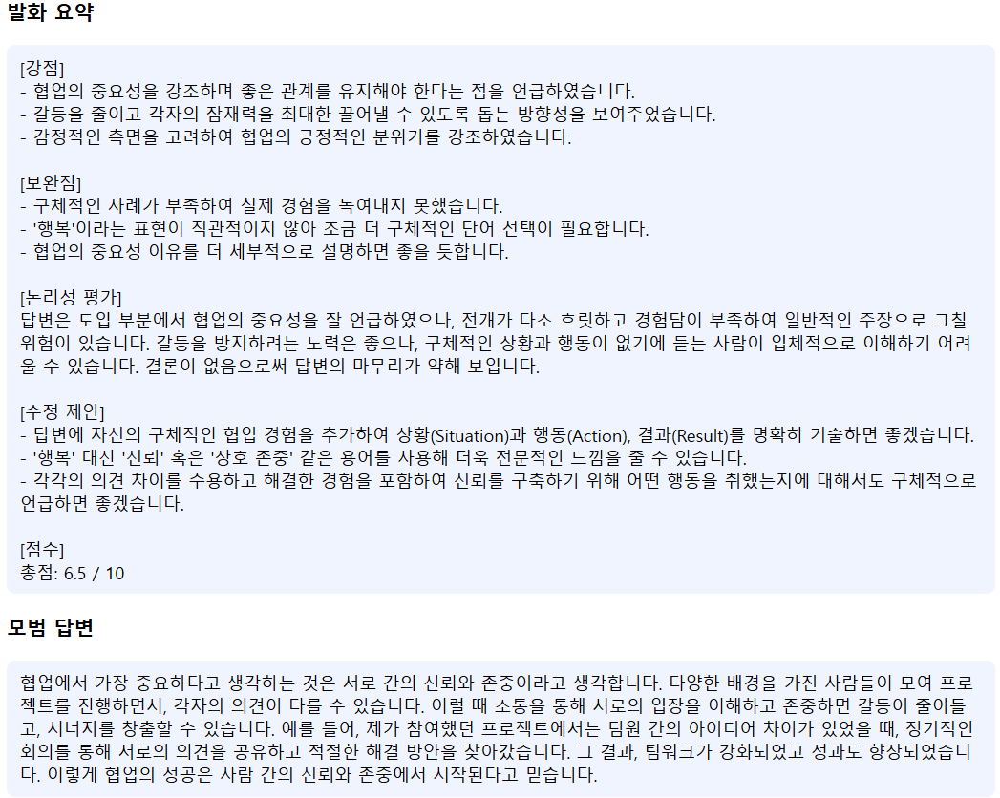 발화 요약
[강점]
- 협업의 중요성을 강조하며 좋은 관계를 유지해야 한다는 점을 언급하였습니다.
- 갈등을 줄이고 각자의 잠재력을 최대한 끌어낼 수 있도록 돕는 방향성을 보여주었습니다.
- 감정적인 측면을 고려하여 협업의 긍정적인 분위기를 강조하였습니다.
[보완점]
- 구체적인 사례가 부족하여 실제 경험을 녹여내지 못했습니다.
- '행복'이라는 표현이 직관적이지 않아 조금 더 구체적인 단어 선택이 필요합니다.
- 협업의 중요성 이유를 더 세부적으로 설명하면 좋을 듯합니다.
[논리성 평가]
답변은 도입 부분에서 협업의 중요성을 잘 언급하였으나, 전개가 다소 흐릿하고 경험담이 부족하여 일반적인 주장으로 그칠
위험이 있습니다. 갈등을 방지하려는 노력은 좋으나, 구체적인 상황과 행동이 없기에 듣는 사람이 입체적으로 이해하기 어려
울 수 있습니다. 결론이 없음으로써 답변의 마무리가 약해 보입니다.
[수정 제안]
- 답변에 자신의 구체적인 협업 경험을 추가하여 상황(Situation)과 행동(Action), 결과(Result)를 명확히 기술하면 좋겠습니다.
- '행복' 대신 '신뢰' 혹은 '상호 존중' 같은 용어를 사용해 더욱 전문적인 느낌을 줄 수 있습니다.
- 각각의 의견 차이를 수용하고 해결한 경험을 포함하여 신뢰를 구축하기 위해 어떤 행동을 취했는지에 대해서도 구체적으로
언급하면 좋겠습니다.
[점수]
총점: 6.5 / 10
모범 답변
협업에서 가장 중요하다고 생각하는 것은 서로 간의 신뢰와 존중이라고 생각합니다. 다양한 배경을 가진 사람들이 모여 프로
젝트를 진행하면서, 각자의 의견이 다를 수 있습니다. 이럴 때 소통을 통해 서로의 입장을 이해하고 존중하면 갈등이 줄어들
고, 시너지를 창출할 수 있습니다. 예를 들어, 제가 참여했던 프로젝트에서는 팀원 간의 아이디어 차이가 있었을 때, 정기적인
회의를 통해 서로의 의견을 공유하고 적절한 해결 방안을 찾아갔습니다. 그 결과, 팀워크가 강화되었고 성과도 향상되었습니
다. 이렇게 협업의 성공은 사람 간의 신뢰와 존중에서 시작된다고 믿습니다.